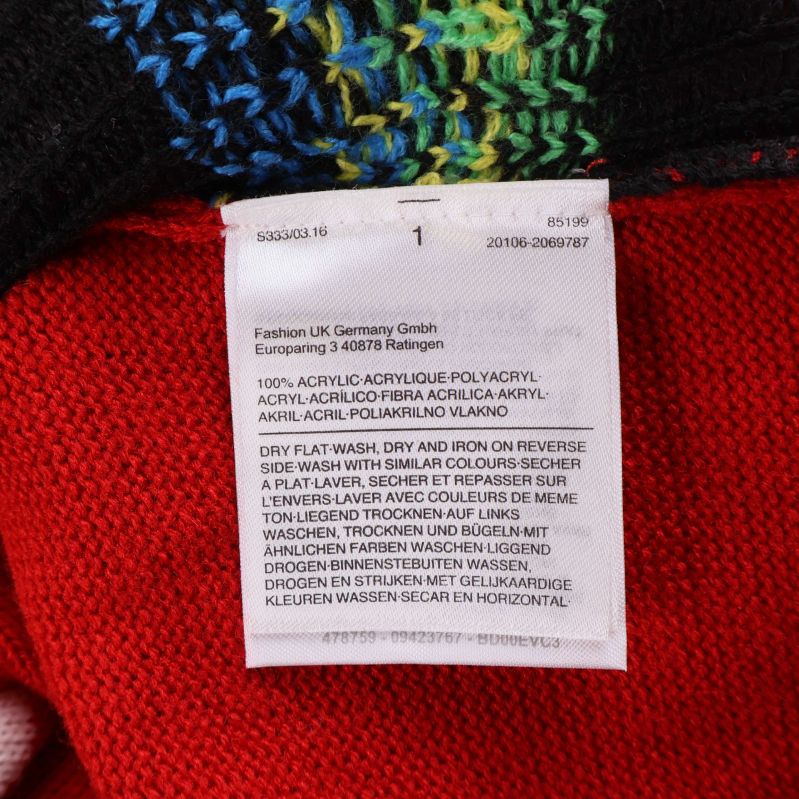 S333/03.16 1 85199
20106-2069787
Fashion UK Germany Gmbh
Europaring 3 40878 Ratingen
100% ACRYLIC·ACRYLIQUE·POLYACRYL·
ACRYL·ACRÍLICO·FIBRA ACRILICA·AKRYL·
AKRIL·ACRIL·POLIAKRILNO VLAKNO
DRY FLAT·WASH, DRY AND IRON ON REVERSE
SIDE·WASH WITH SIMILAR COLOURS·SECHER
A PLAT·LAVER, SECHER ET REPASSER SUR
L'ENVERS·LAVER AVEC COULEURS DE MEME
TON·LIEGEND TROCKNEN·AUF LINKS
WASCHEN, TROCKNEN UND BÜGELN·MIT
ÄHNLICHEN FARBEN WASCHEN·LIGGEND
DROGEN·BINNENSTEBUITEN WASSEN,
DROGEN EN STRIJKEN·MET GELIJKAARDIGE
KLEUREN WASSEN·SECAR EN HORIZONTAL·
478759 - 09423767 - BD00EVC3